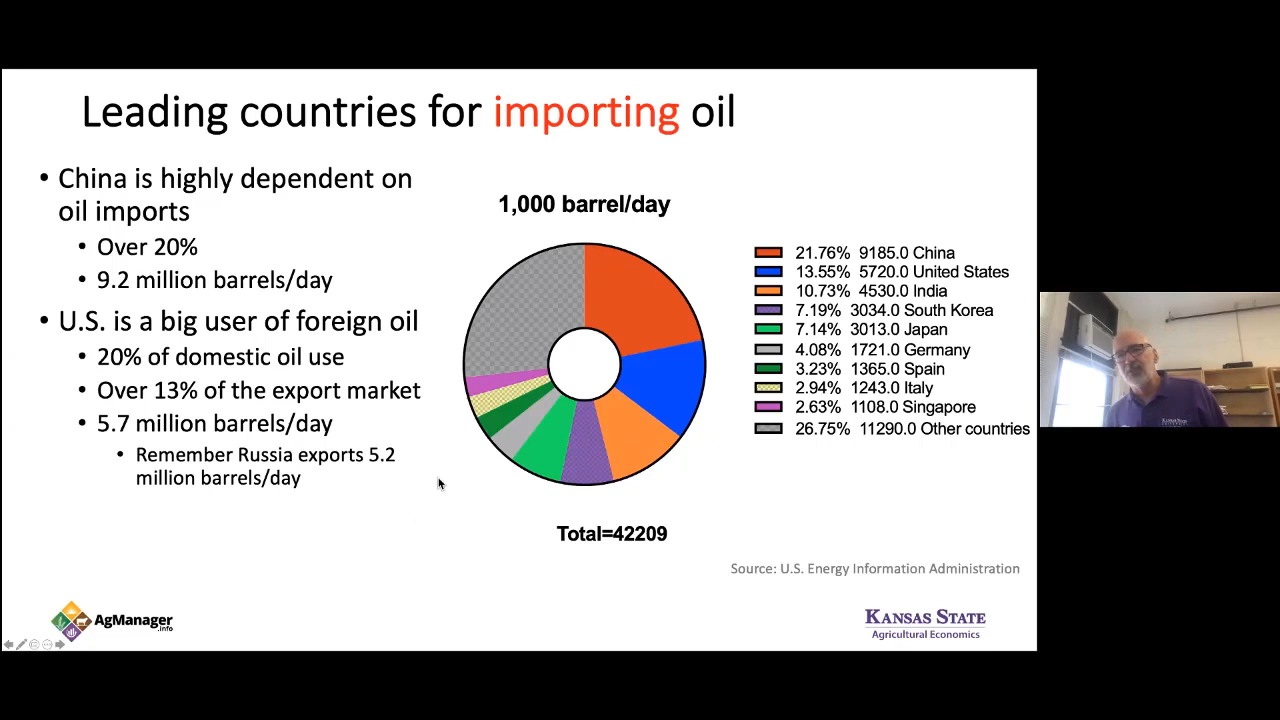 Leading countries for importing oil
• China is highly dependent on
oil imports
• Over 20%
• 9.2 million barrels/day
• U.S. is a big user of foreign oil
• 20% of domestic oil use
• Over 13% of the export market
• 5.7 million barrels/day
• Remember Russia exports 5.2
million barrels/day
1,000 barrel/day
21.76% 9185.0 China
13.55% 5720.0 United States
10.73% 4530.0 India
7.19% 3034.0 South Korea
7.14% 3013.0 Japan
4.08% 1721.0 Germany
3.23% 1365.0 Spain
2.94% 1243.0 Italy
2.63% 1108.0 Singapore
26.75% 11290.0 Other countries
Total=42209
Source: U.S. Energy Information Administration
AgManager
.info
KANSAS STATE
Agricultural Economics
KANSAS STATE